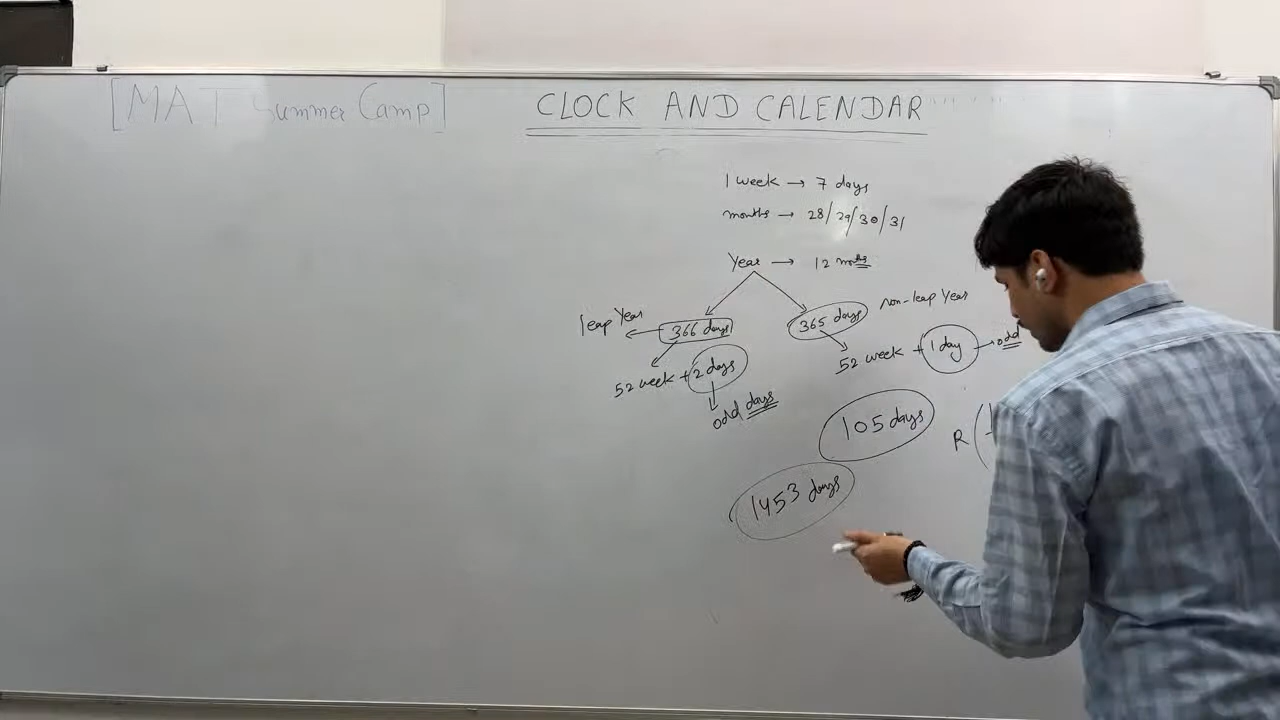 [MAT Summer Camp]
CLOCK AND CALENDAR
1 week → 7 days
months → 28/29/30/31
Year → 12 moths
leap Year
366 days
365 days
non-leap Year
52 week + 2 days
52 week + 1 day → odd
odd days
105 days
R(
1453 days